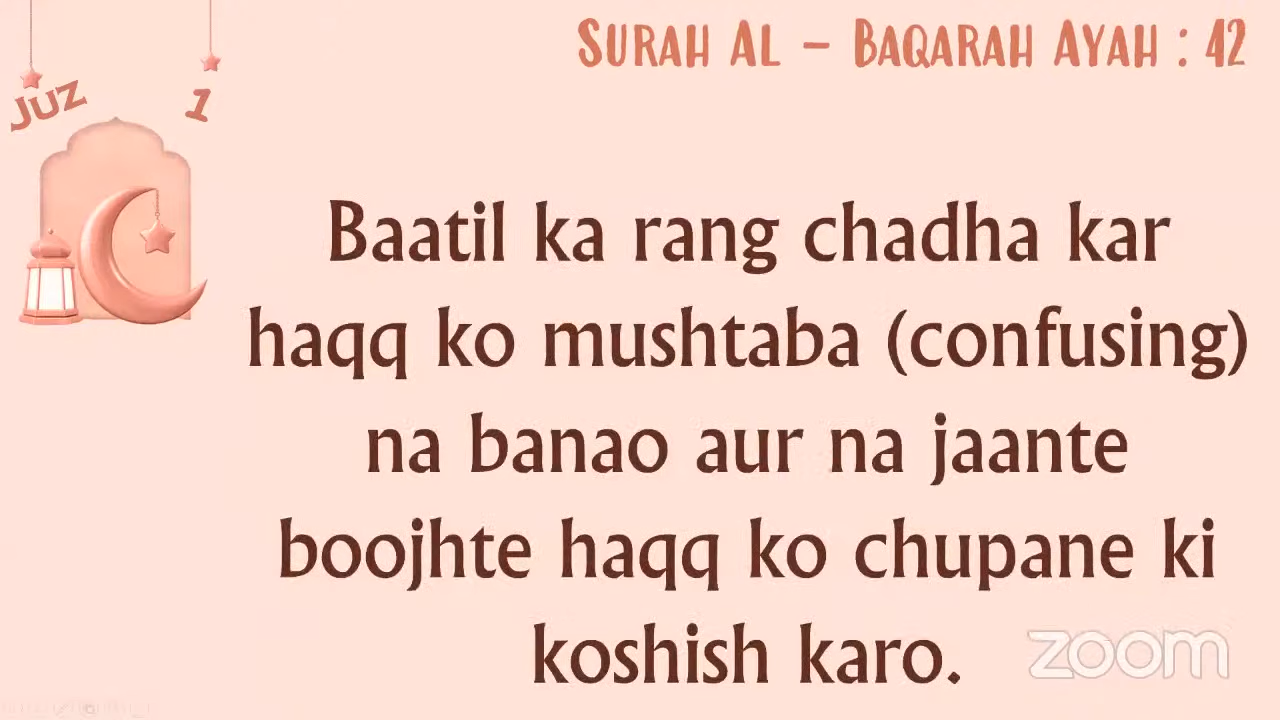 SURAH AL - BAQARAH AYAH : 42
JUZ 1
Baatil ka rang chadha kar
haqq ko mushtaba (confusing)
na banao aur na jaante
boojhte haqq ko chupane ki
koshish karo.
zoom